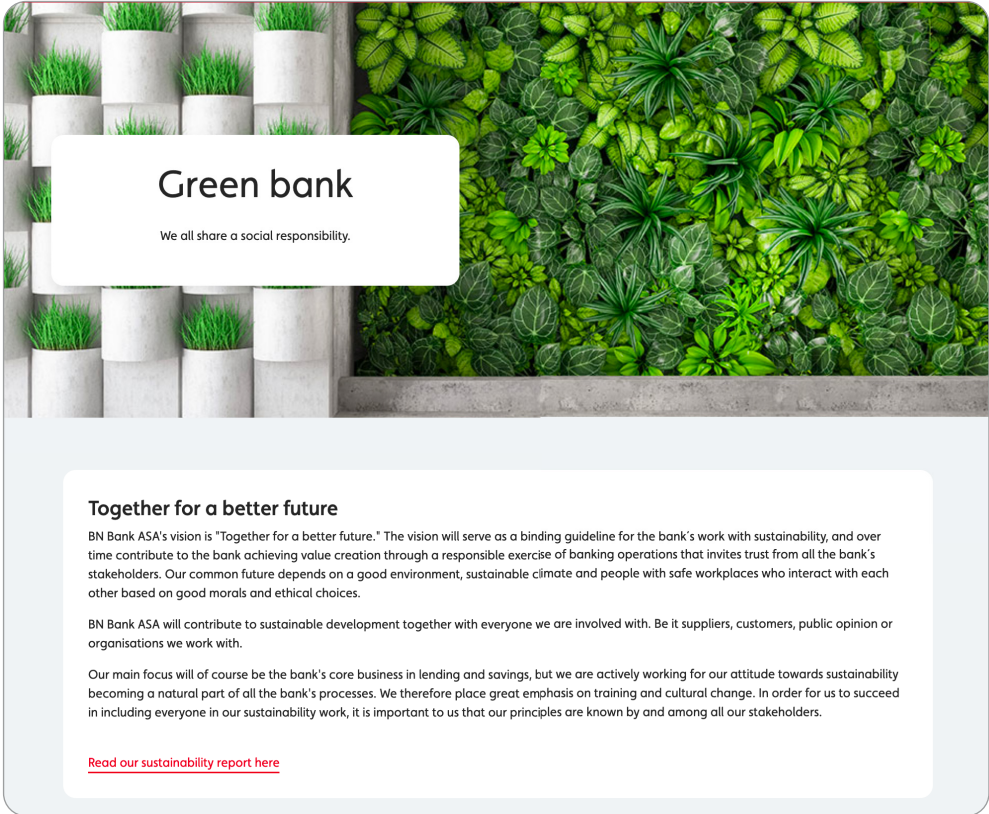 Green bank
We all share a social responsibility.
Together for a better future
BN Bank ASA's vision is "Together for a better future." The vision will serve as a binding guideline for the bank´s work with sustainability, and over
time contribute to the bank achieving value creation through a responsible exercise of banking operations that invites trust from all the bank´s
stakeholders. Our common future depends on a good environment, sustainable climate and people with safe workplaces who interact with each
other based on good morals and ethical choices.
BN Bank ASA will contribute to sustainable development together with everyone we are involved with. Be it suppliers, customers, public opinion or
organisations we work with.
Our main focus will of course be the bank's core business in lending and savings, but we are actively working for our attitude towards sustainability
becoming a natural part of all the bank's processes. We therefore place great emphasis on training and cultural change. In order for us to succeed
in including everyone in our sustainability work, it is important to us that our principles are known by and among all our stakeholders.
Read our sustainability report here